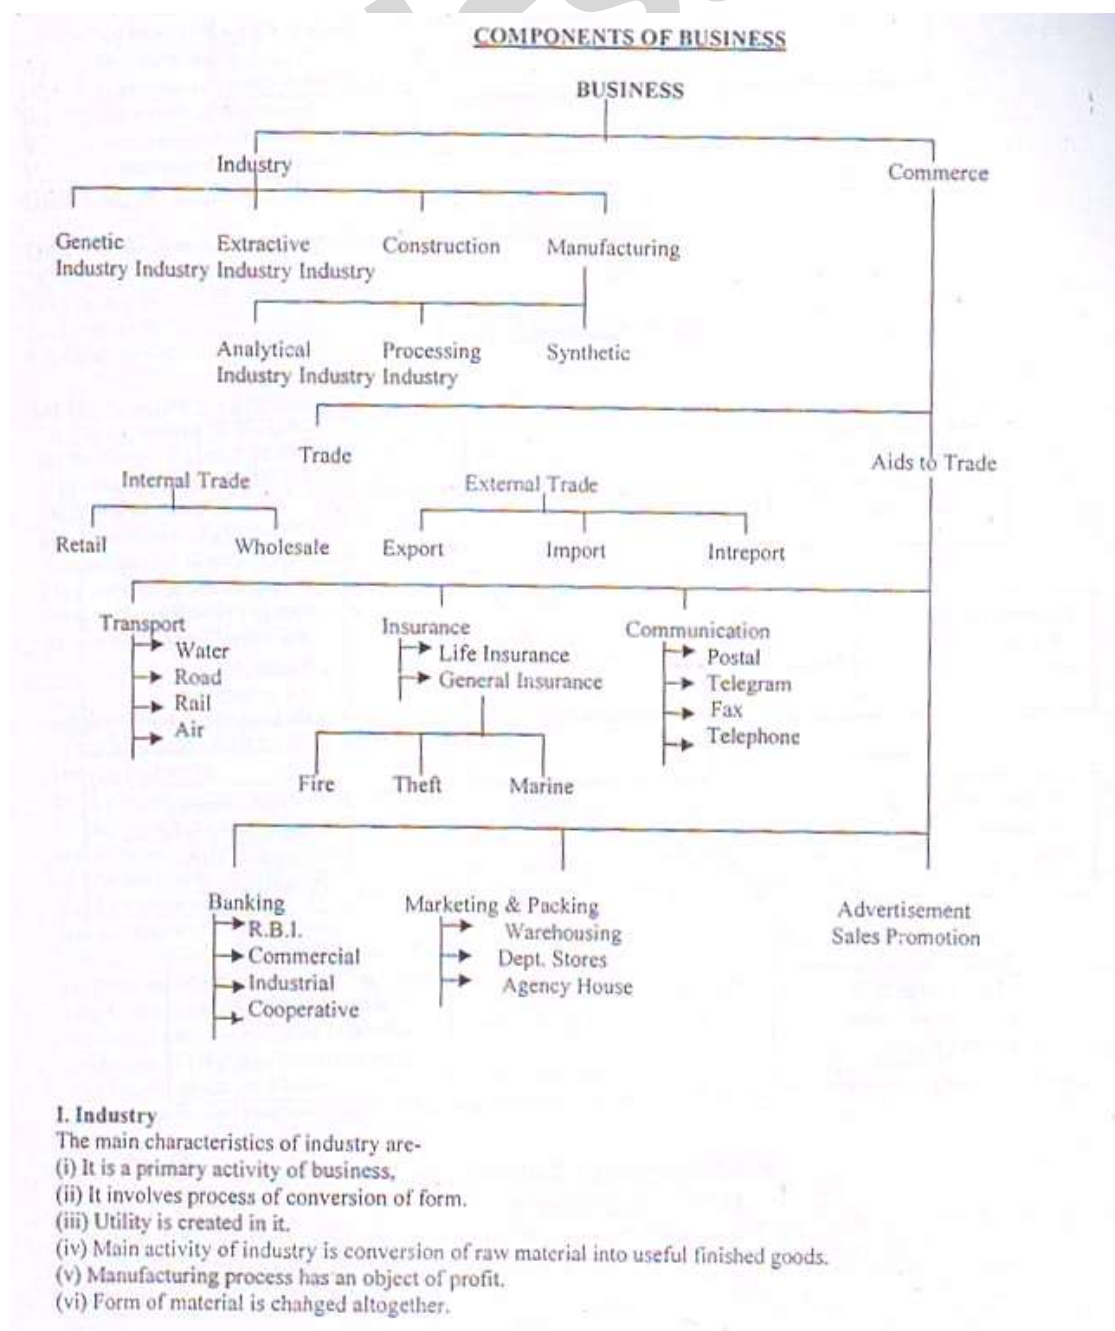 COMPONENTS OF BUSINESS
BUSINESS
Industry
Commerce
Genetic Extractive Construction Manufacturing
Industry Industry Industry Industry
Analytical Processing Synthetic
Industry Industry Industry
Trade
Aids to Trade
Internal Trade External Trade
Retail Wholesale Export Import Intreport
Transport Insurance Communication
Water Life Insurance Postal
Road General Insurance Telegram
Rail Fax
Air Telephone
Fire Theft Marine
Banking Marketing & Packing Advertisement
R.B.I. Warehousing Sales Promotion
Commercial Dept. Stores
Industrial Agency House
Cooperative
I. Industry
The main characteristics of industry are-
(i) It is a primary activity of business,
(ii) It involves process of conversion of form.
(iii) Utility is created in it.
(iv) Main activity of industry is conversion of raw material into useful finished goods.
(v) Manufacturing process has an object of profit.
(vi) Form of material is chahged altogether.